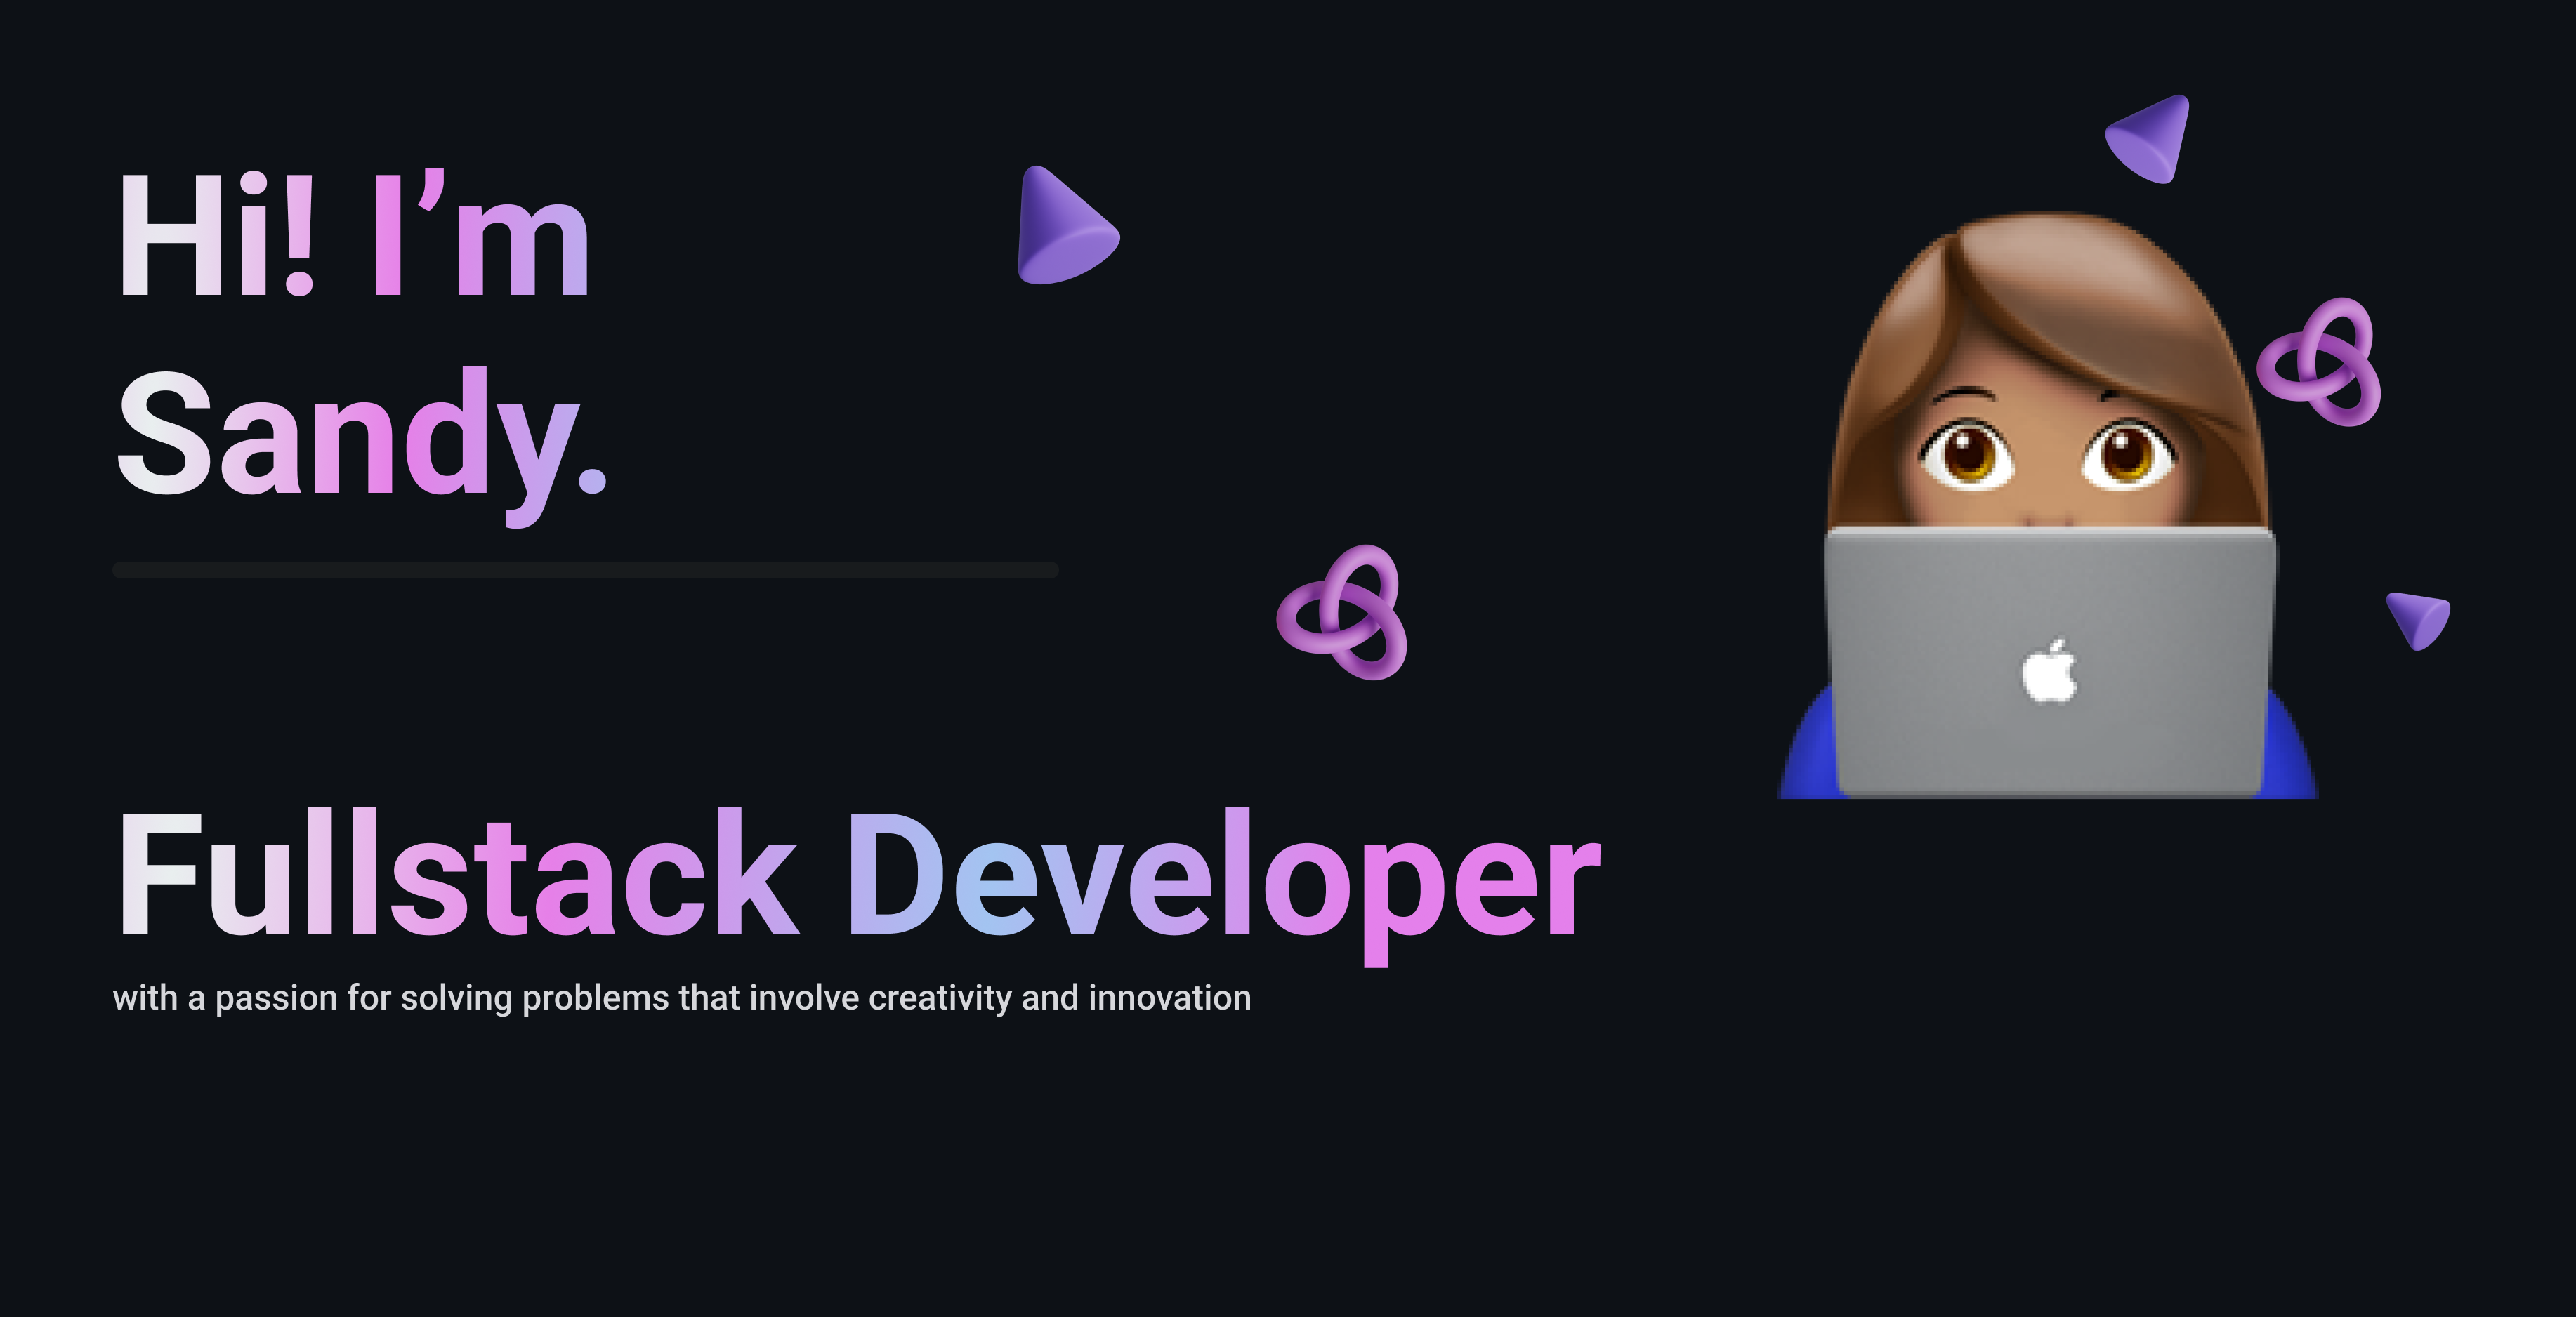 Hi! I’m
Sandy.
Fullstack Developer
with a passion for solving problems that involve creativity and innovation